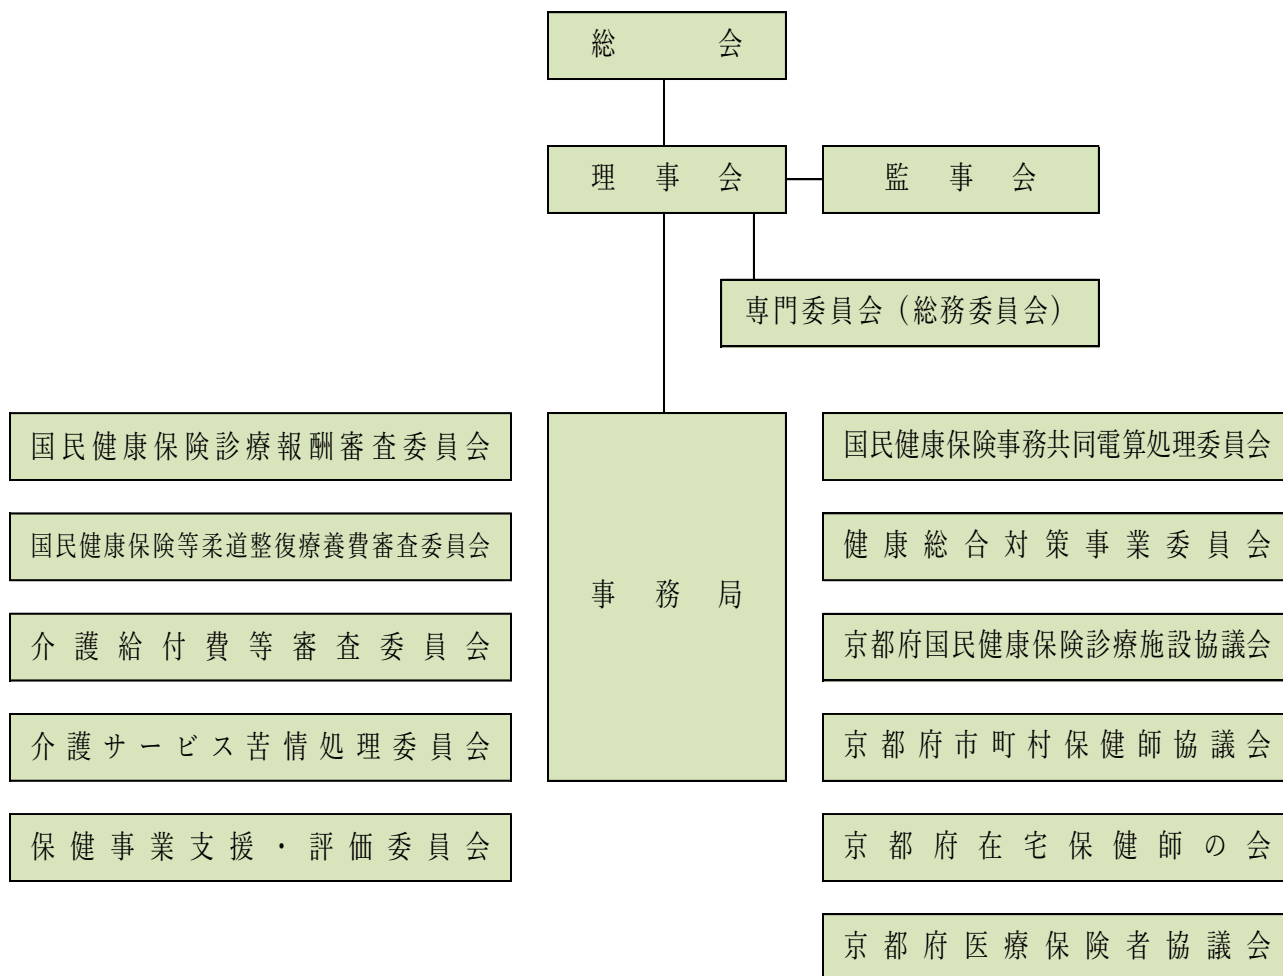 総会
理事会
監事会
専門委員会（総務委員会）
国民健康保険診療報酬審査委員会
国民健康保険等柔道整復療養費審査委員会
介護給付費等審査委員会
介護サービス苦情処理委員会
保健事業支援・評価委員会
事務局
国民健康保険事務共同電算処理委員会
健康総合対策事業委員会
京都府国民健康保険診療施設協議会
京都府市町村保健師協議会
京都府在宅保健師の会
京都府医療保険者協議会